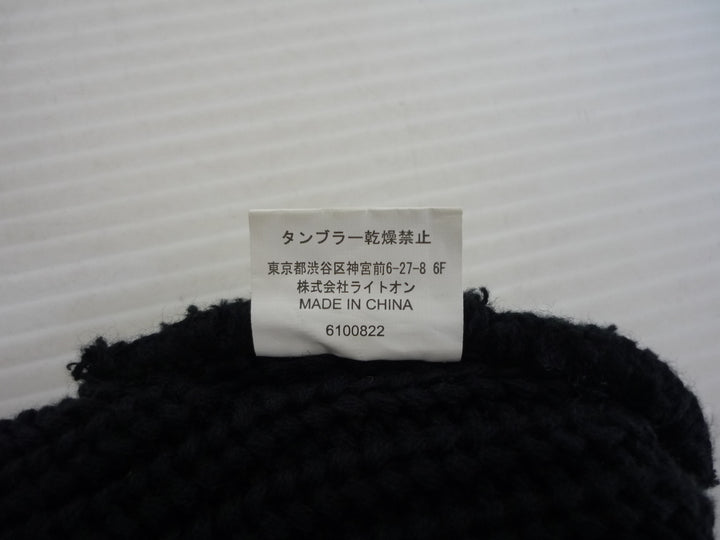 タンブラー乾燥禁止
東京都渋谷区神宮前6-27-8 6F
株式会社ライトオン
MADE IN CHINA
6100822